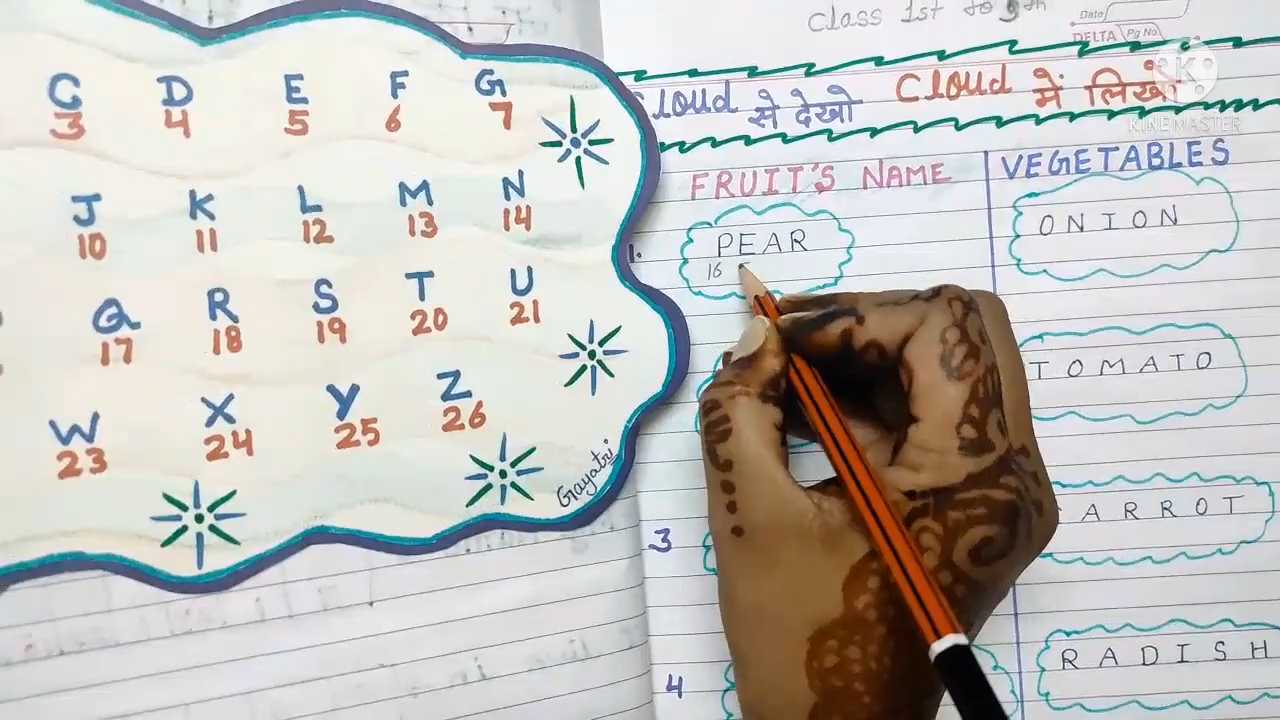 C D E F G
3 4 5 6 7
J K L M N
10 11 12 13 14
Q R S T U
17 18 19 20 21
W X Y Z
23 24 25 26
Gayatri
Class 1st to 5th
Date
DELTA Pg No.
Cloud से देखो Cloud में लिखो
KINEMASTER
FRUIT'S NAME VEGETABLES
1. PEAR ONION
16
TOMATO
3 ARROT
4 RADISH